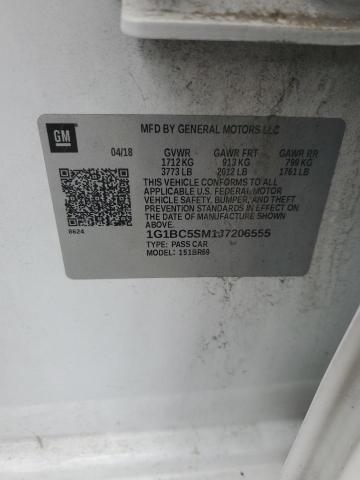 GM
MFD BY GENERAL MOTORS LLC
04/18 GVWR GAWR FRT GAWR RR
1712 KG 913 KG 799 KG
3773 LB 2012 LB 1761 LB
THIS VEHICLE CONFORMS TO ALL
APPLICABLE U.S. FEDERAL MOTOR
VEHICLE SAFETY, BUMPER, AND THEFT
PREVENTION STANDARDS IN EFFECT ON
THE DATE OF MANUFACTURE SHOWN
ABOVE.
8624
1G1BC5SM1J7206555
TYPE: PASS CAR
MODEL: 1S1BR69